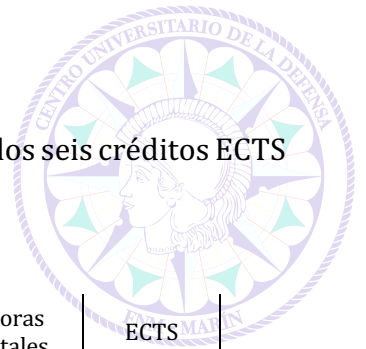 CENTRO UNIVERSITARIO DE LA DEFENSA
los seis créditos ECTS
oras
ECTS
tales
ENM MARÍN